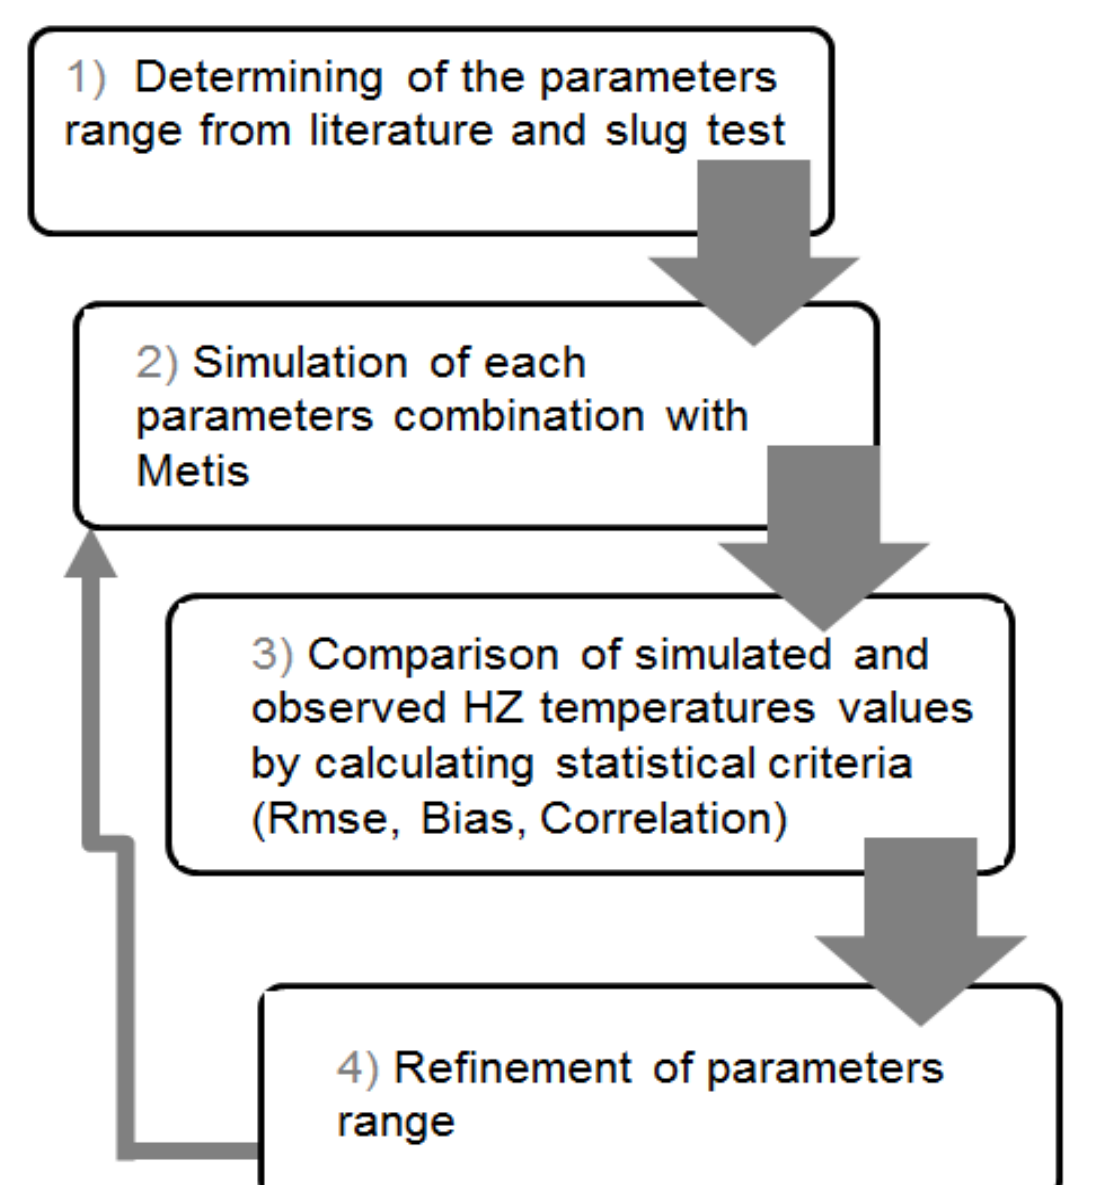 1) Determining of the parameters
range from literature and slug test
2) Simulation of each
parameters combination with
Metis
3) Comparison of simulated and
observed HZ temperatures values
by calculating statistical criteria
(Rmse, Bias, Correlation)
4) Refinement of parameters
range